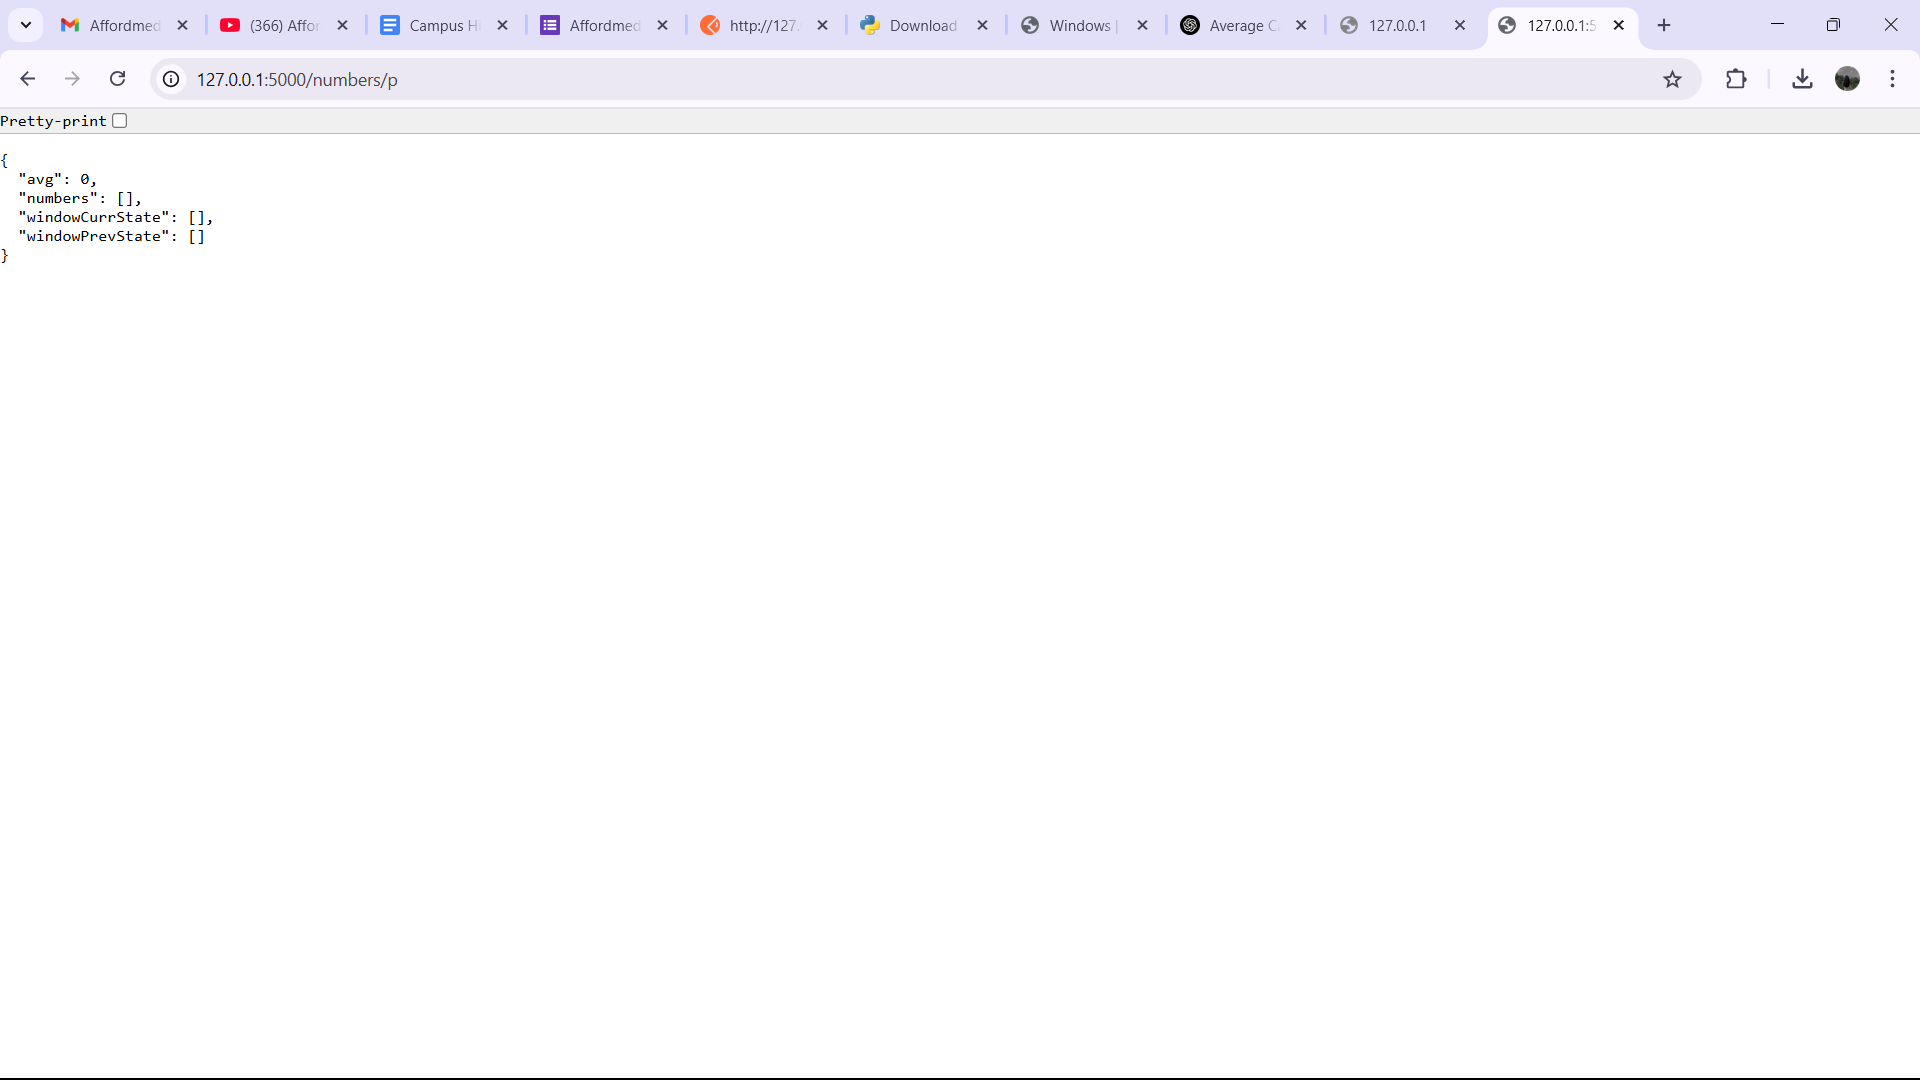 Affordmed
(366) Affor
Campus Hi
Affordmed
http://127.
Download
Windows |
Average C
127.0.0.1
127.0.0.1:5
127.0.0.1:5000/numbers/p
Pretty-print
{
"avg": 0,
"numbers": [],
"windowCurrState": [],
"windowPrevState": []
}